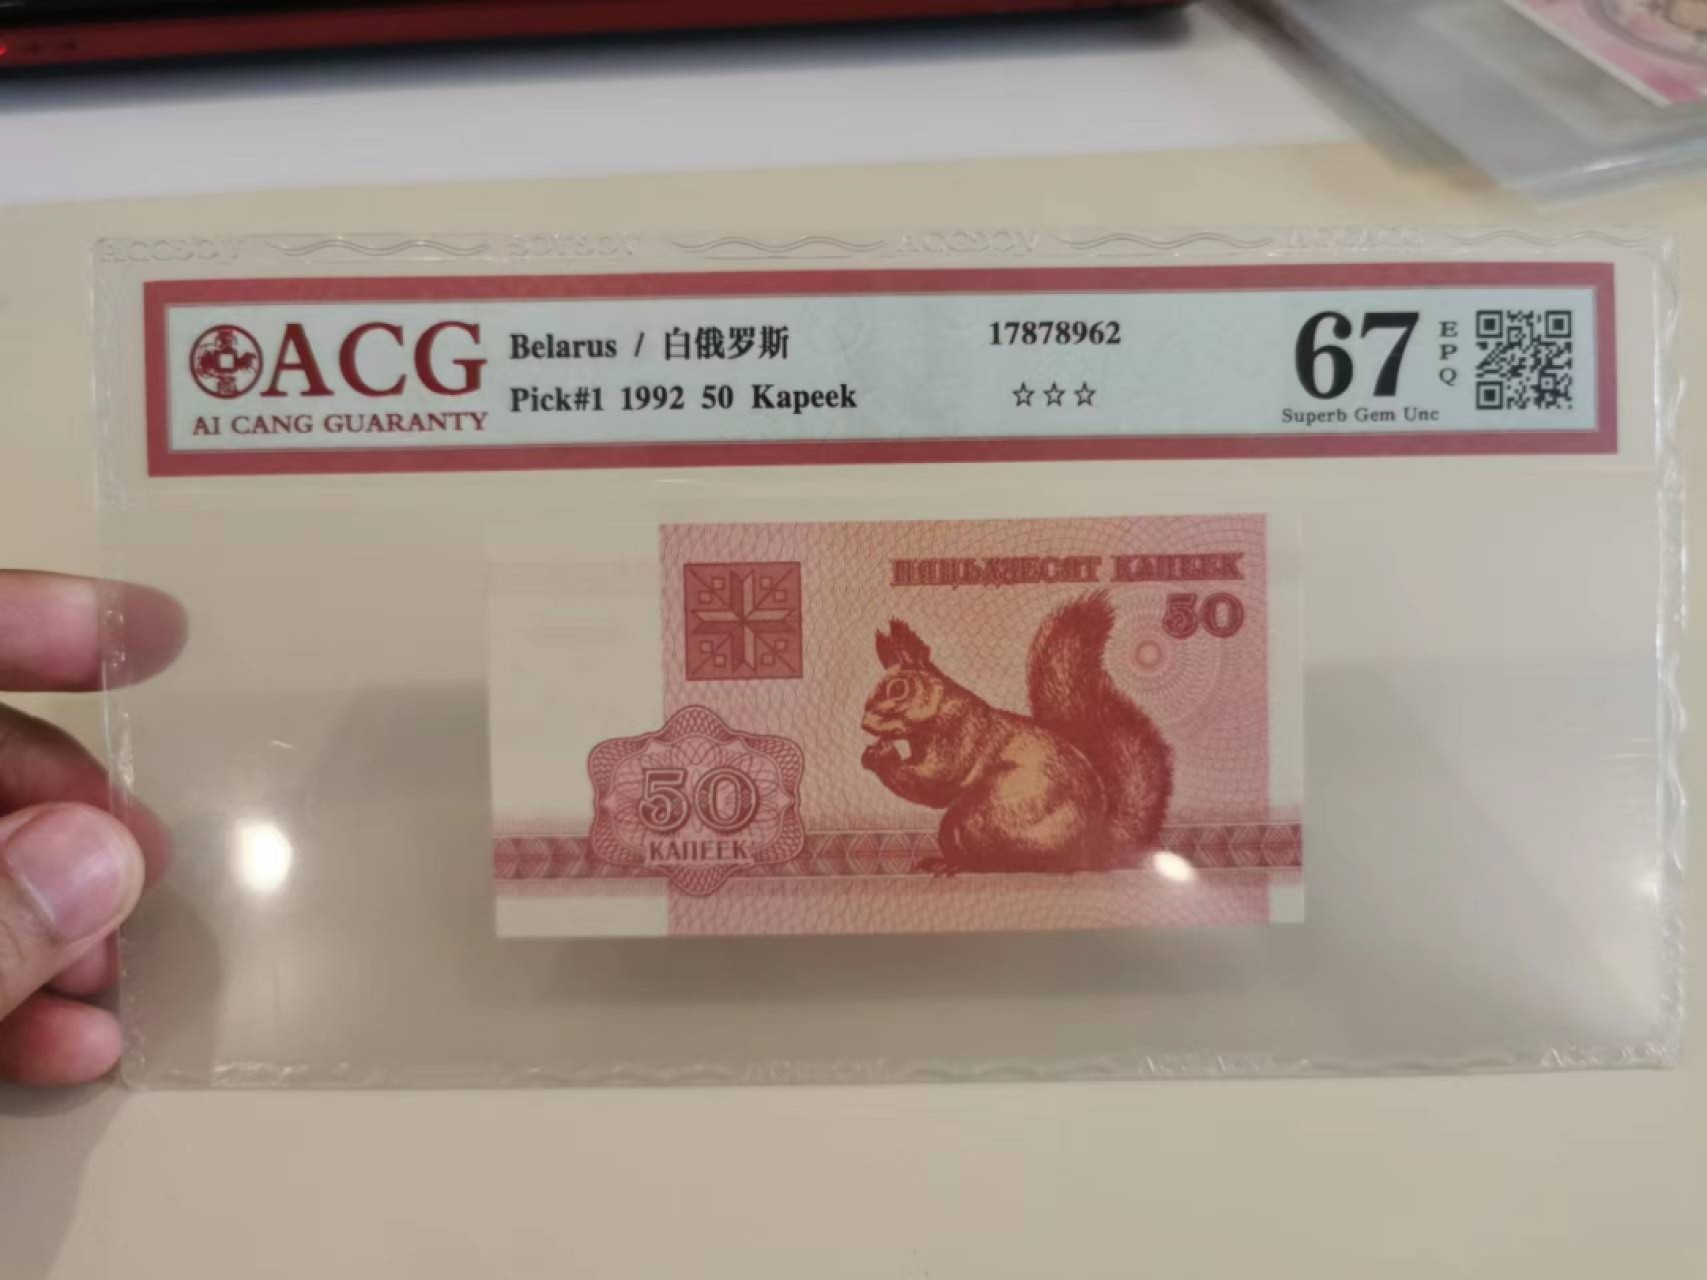 ACG
AI CANG GUARANTY
Belarus / 白俄罗斯
Pick#1 1992 50 Kapeek
17878962
☆☆☆
67
EPQ
Superb Gem Unc
ПЯЦЬДЗЕСЯТ КАПЕЕК
50
50
КАПЕЕК